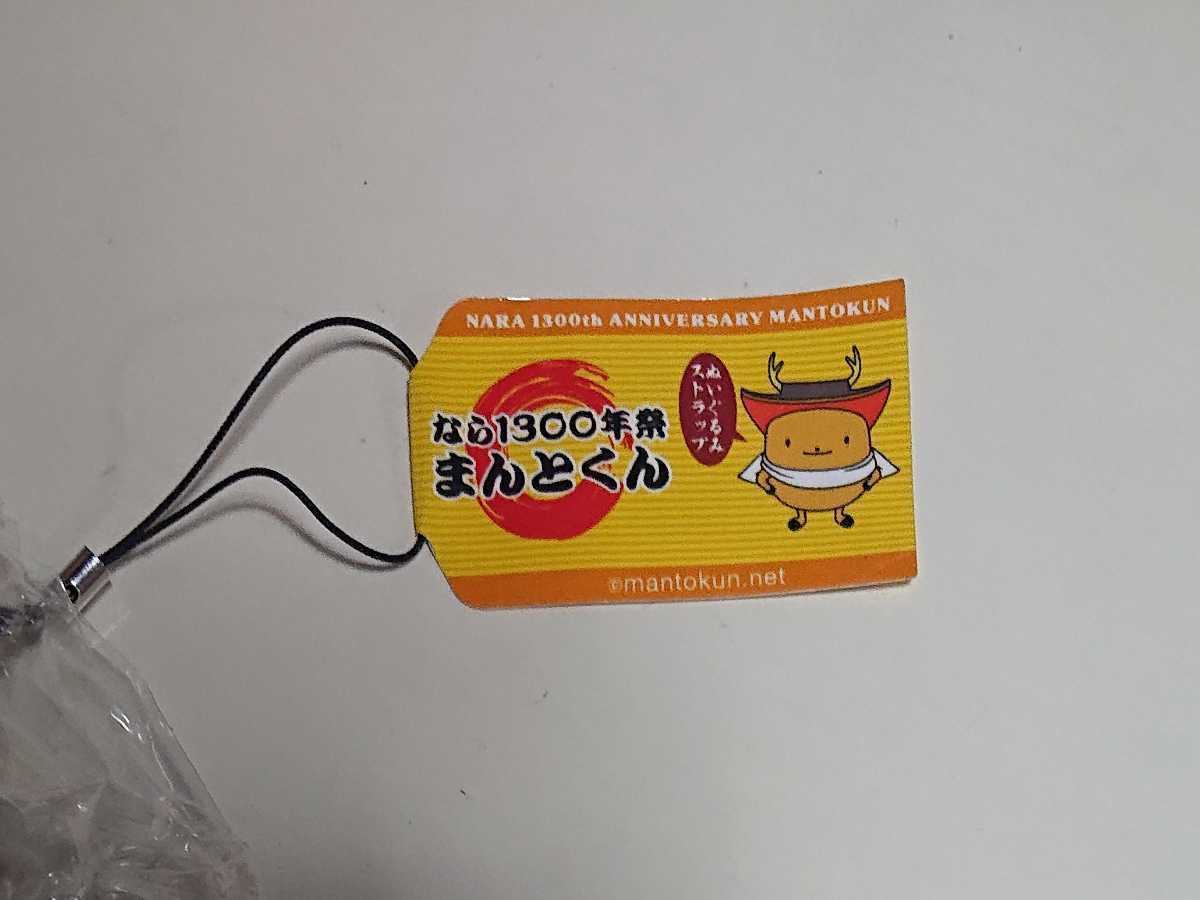 NARA 1300th ANNIVERSARY MANTOKUN
なら1300年祭
まんとくん
ぬいぐるみ
ストラップ
©mantokun.net